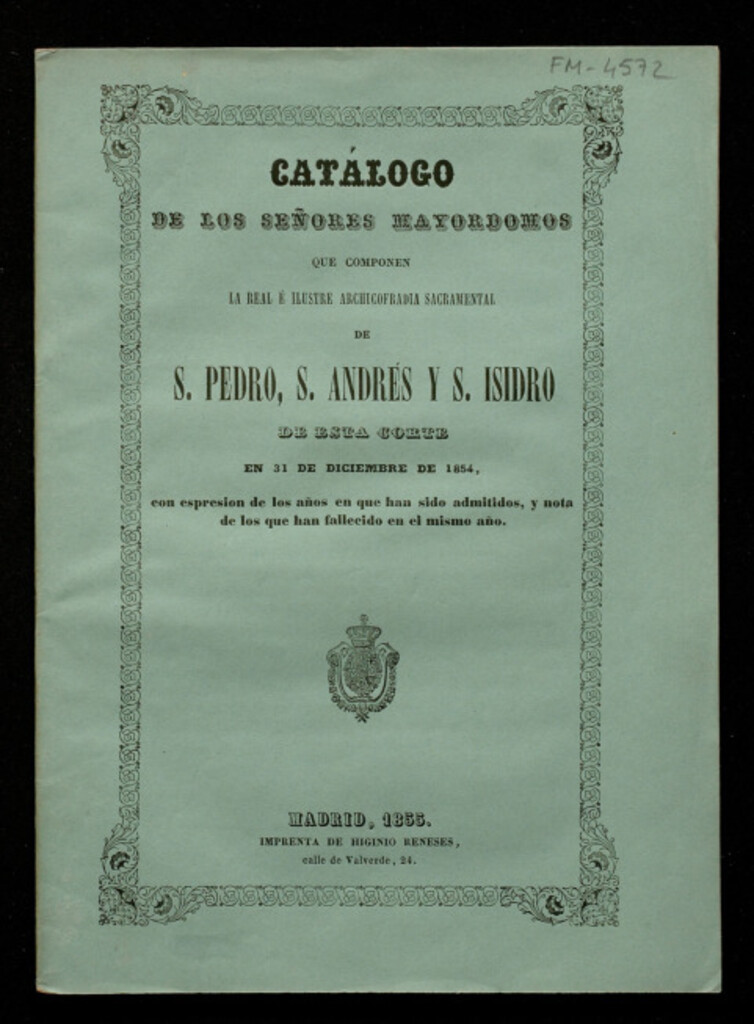 FM-4572
CATÁLOGO
DE LOS SEÑORES MAYORDOMOS
QUE COMPONEN
LA REAL É ILUSTRE ARCHICOFRADIA SACRAMENTAL
DE
S. PEDRO, S. ANDRÉS Y S. ISIDRO
DE ESTA CORTE
EN 31 DE DICIEMBRE DE 1854,
con espresion de los años en que han sido admitidos, y nota
de los que han fallecido en el mismo año.
MADRID, 1855.
IMPRENTA DE HIGINIO RENESES,
calle de Valverde, 24.